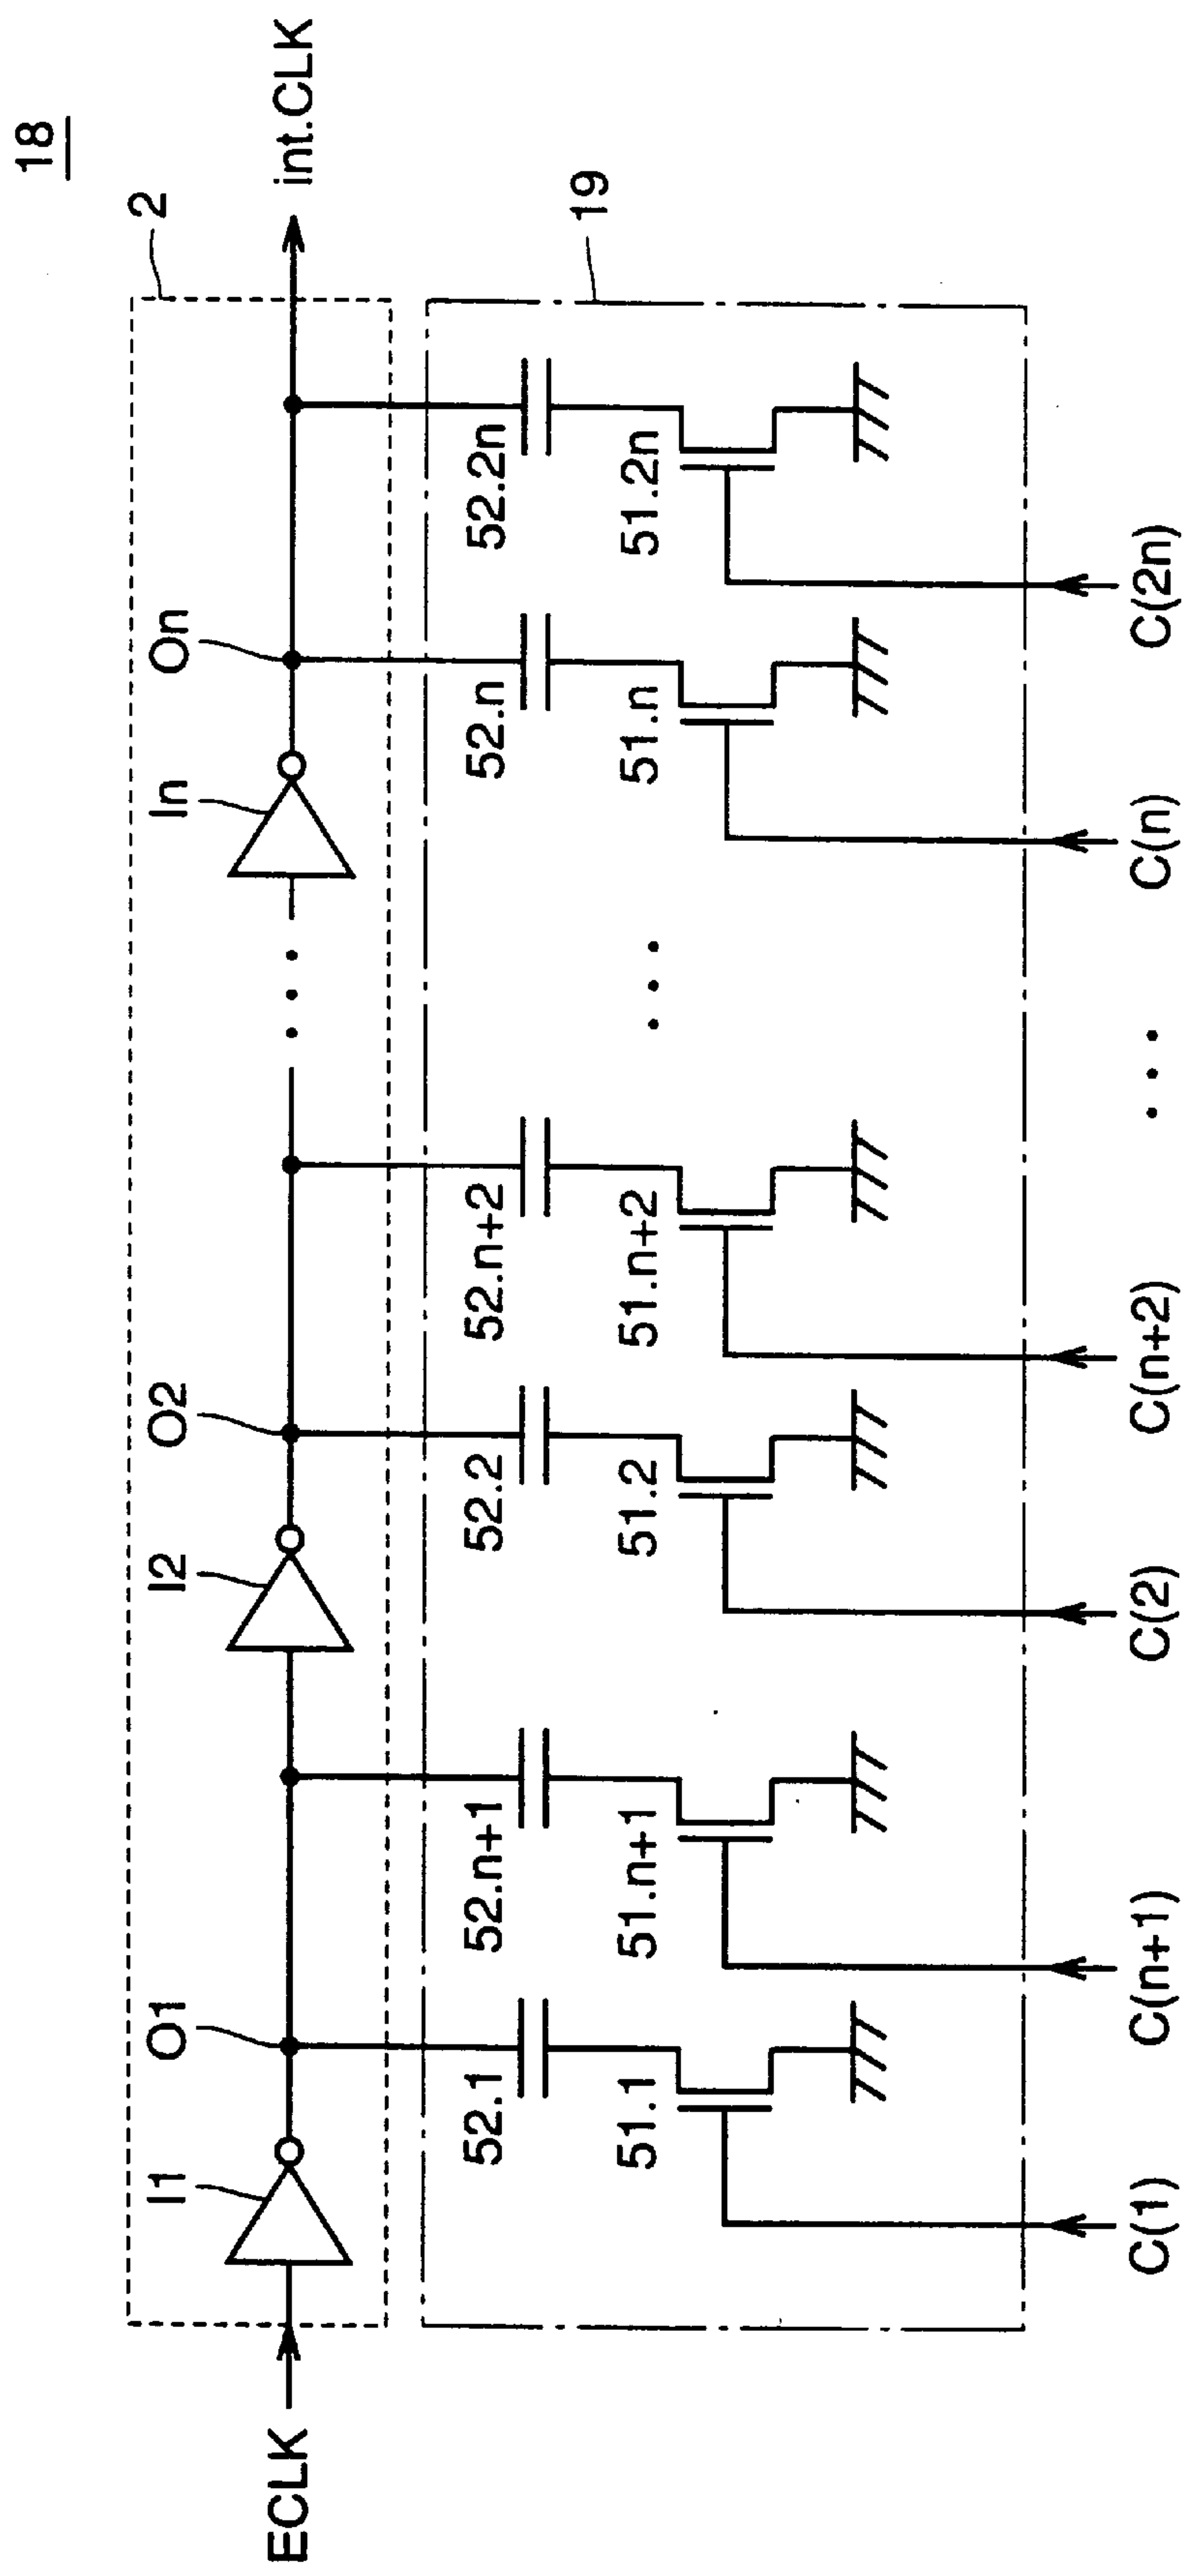 18
2
I1 O1 I2 O2 In On
ECLK int.CLK
19
52.1 52.n+1 52.2 52.n+2 52.n 52.2n
51.1 51.n+1 51.2 51.n+2 51.n 51.2n
C(1) C(n+1) C(2) C(n+2) ... C(n) C(2n)